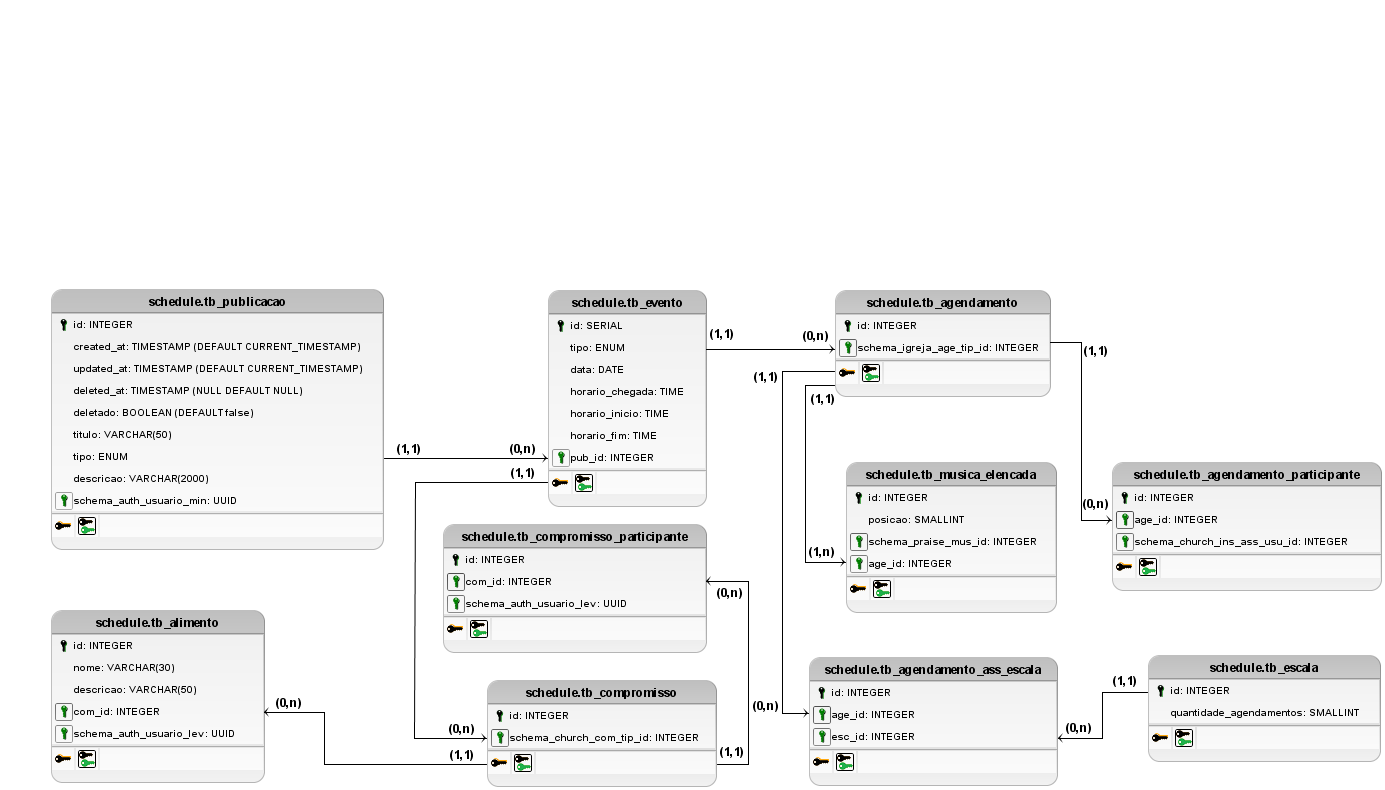 schedule.tb_publicacao
id: INTEGER
created_at: TIMESTAMP (DEFAULT CURRENT_TIMESTAMP)
updated_at: TIMESTAMP (DEFAULT CURRENT_TIMESTAMP)
deleted_at: TIMESTAMP (NULL DEFAULT NULL)
deletado: BOOLEAN (DEFAULT false)
titulo: VARCHAR(50)
tipo: ENUM
descricao: VARCHAR(2000)
schema_auth_usuario_min: UUID
(1,1)
(0,n)
schedule.tb_evento
id: SERIAL
tipo: ENUM
data: DATE
horario_chegada: TIME
horario_inicio: TIME
horario_fim: TIME
pub_id: INTEGER
(1,1)
(0,n)
(1,1)
schedule.tb_agendamento
id: INTEGER
schema_igreja_age_tip_id: INTEGER
(1,1)
(1,1)
(1,1)
schedule.tb_musica_elencada
id: INTEGER
posicao: SMALLINT
schema_praise_mus_id: INTEGER
age_id: INTEGER
(1,n)
schedule.tb_agendamento_participante
id: INTEGER
age_id: INTEGER
schema_church_ins_ass_usu_id: INTEGER
(0,n)
schedule.tb_compromisso_participante
id: INTEGER
com_id: INTEGER
schema_auth_usuario_lev: UUID
(0,n)
schedule.tb_alimento
id: INTEGER
nome: VARCHAR(30)
descricao: VARCHAR(50)
com_id: INTEGER
schema_auth_usuario_lev: UUID
(0,n)
schedule.tb_compromisso
id: INTEGER
schema_church_com_tip_id: INTEGER
(0,n)
(1,1)
(1,1)
schedule.tb_agendamento_ass_escala
id: INTEGER
age_id: INTEGER
esc_id: INTEGER
(0,n)
(0,n)
(1,1)
schedule.tb_escala
id: INTEGER
quantidade_agendamentos: SMALLINT